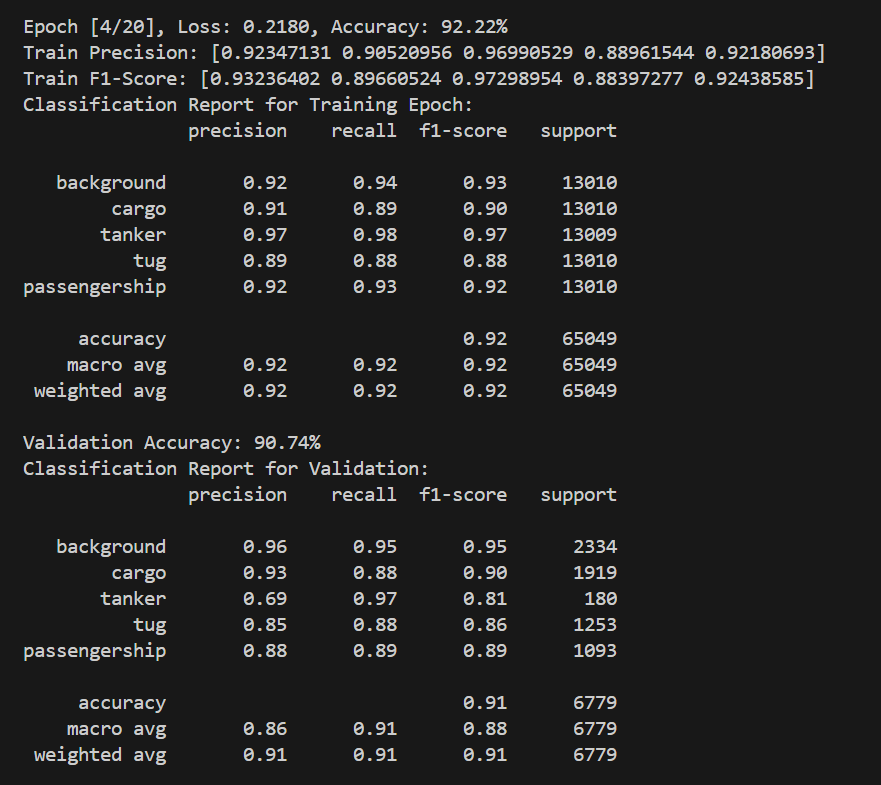 Epoch [4/20], Loss: 0.2180, Accuracy: 92.22%
Train Precision: [0.92347131 0.90520956 0.96990529 0.88961544 0.92180693]
Train F1-Score: [0.93236402 0.89660524 0.97298954 0.88397277 0.92438585]
Classification Report for Training Epoch:
precision recall f1-score support
background 0.92 0.94 0.93 13010
cargo 0.91 0.89 0.90 13010
tanker 0.97 0.98 0.97 13009
tug 0.89 0.88 0.88 13010
passengership 0.92 0.93 0.92 13010
accuracy 0.92 65049
macro avg 0.92 0.92 0.92 65049
weighted avg 0.92 0.92 0.92 65049
Validation Accuracy: 90.74%
Classification Report for Validation:
precision recall f1-score support
background 0.96 0.95 0.95 2334
cargo 0.93 0.88 0.90 1919
tanker 0.69 0.97 0.81 180
tug 0.85 0.88 0.86 1253
passengership 0.88 0.89 0.89 1093
accuracy 0.91 6779
macro avg 0.86 0.91 0.88 6779
weighted avg 0.91 0.91 0.91 6779